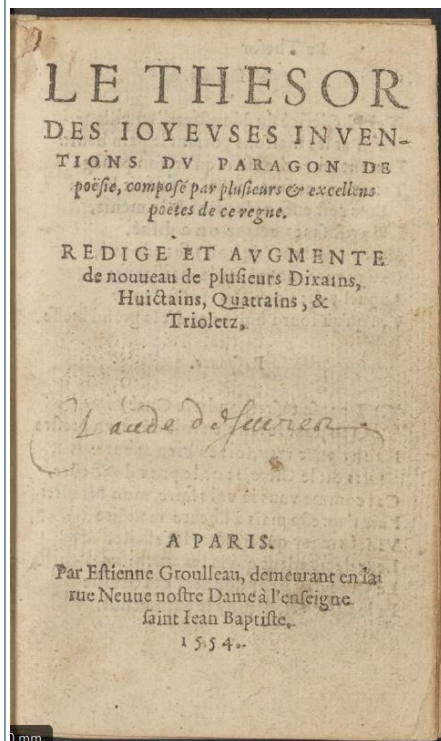 LE THESOR
DES IOYEVSES INVEN-
TIONS DV PARAGON DE
poësie, composé par plusieurs & excellens
poëtes de ce regne.
REDIGE ET AVGMENTE
de nouueau de plusieurs Dixains,
Huictains, Quatrains, &
Trioletz.
Claude
A PARIS.
Par Estienne Groulleau, demeurant en la
rue Neuue nostre Dame à l'enseigne
saint Iean Baptiste.
1554.
mm